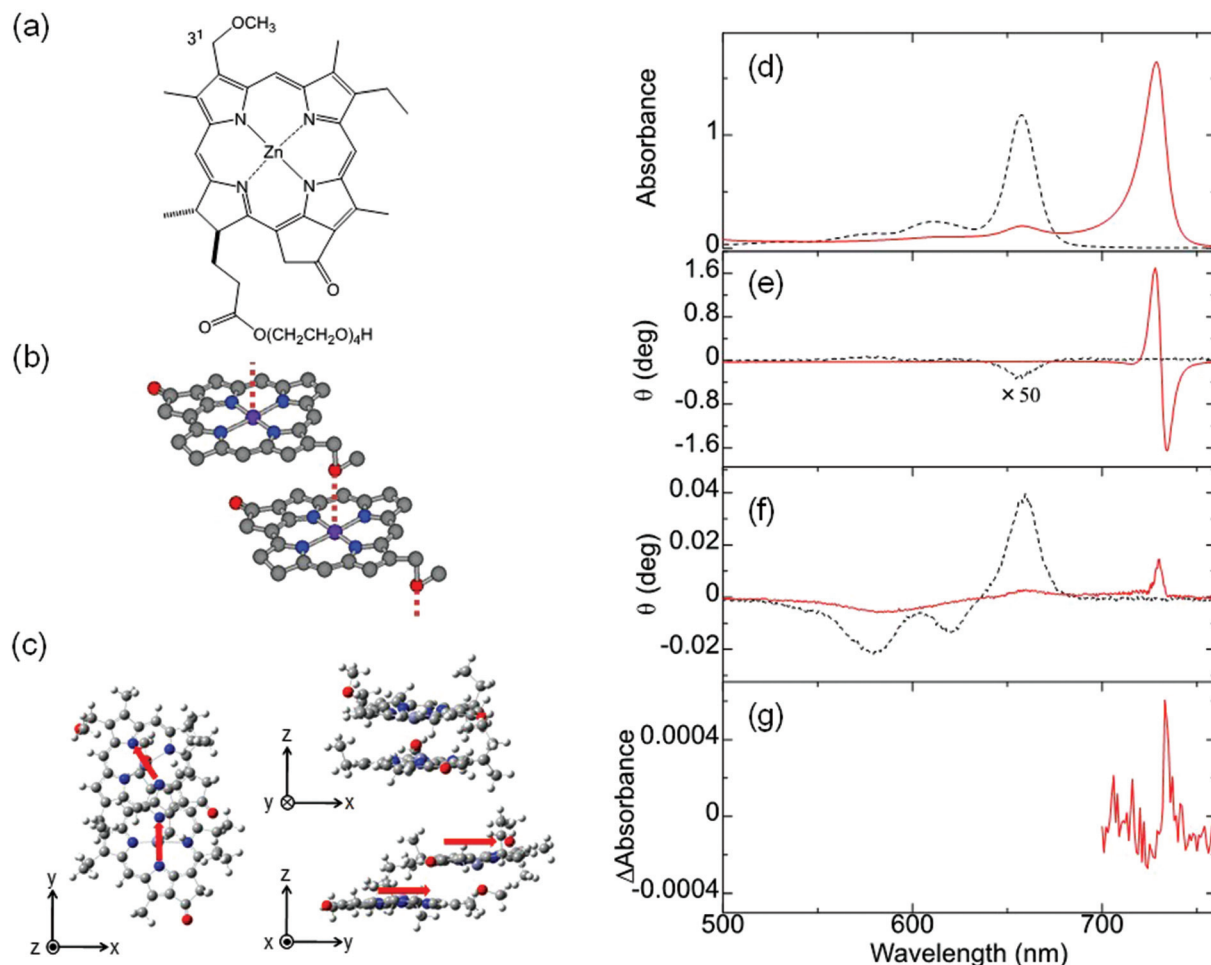 (a)
OCH₃
3¹
N
N
Zn
N
N
O
O
O(CH₂CH₂O)₄H
(b)
(c)
z
y
x
y
z
x
z
x
y
(d)
Absorbance
1
0
(e)
θ (deg)
1.6
0.8
0
-0.8
-1.6
× 50
(f)
θ (deg)
0.04
0.02
0
-0.02
(g)
ΔAbsorbance
0.0004
0
-0.0004
500
600
700
Wavelength (nm)